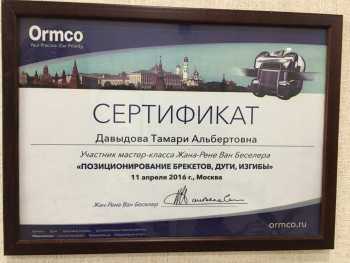 Ormco
Your Practice. Our Priority.
СЕРТИФИКАТ
Давыдова Тамари Альбертовна
Участник мастер-класса Жана-Рене Ван Беселера
«ПОЗИЦИОНИРОВАНИЕ БРЕКЕТОВ, ДУГИ, ИЗГИБЫ»
11 апреля 2016 г., Москва
Жан Рене Ван Беселер
ormco.ru